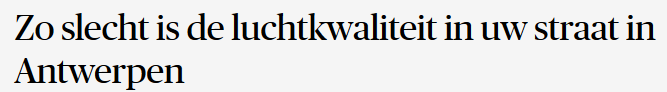 Zo slecht is de luchtkwaliteit in uw straat in
Antwerpen